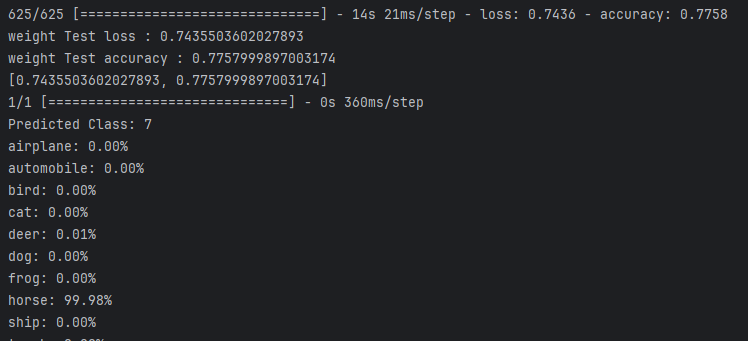 625/625 [==============================] - 14s 21ms/step - loss: 0.7436 - accuracy: 0.7758
weight Test loss : 0.7435503602027893
weight Test accuracy : 0.7757999897003174
[0.7435503602027893, 0.7757999897003174]
1/1 [==============================] - 0s 360ms/step
Predicted Class: 7
airplane: 0.00%
automobile: 0.00%
bird: 0.00%
cat: 0.00%
deer: 0.01%
dog: 0.00%
frog: 0.00%
horse: 99.98%
ship: 0.00%